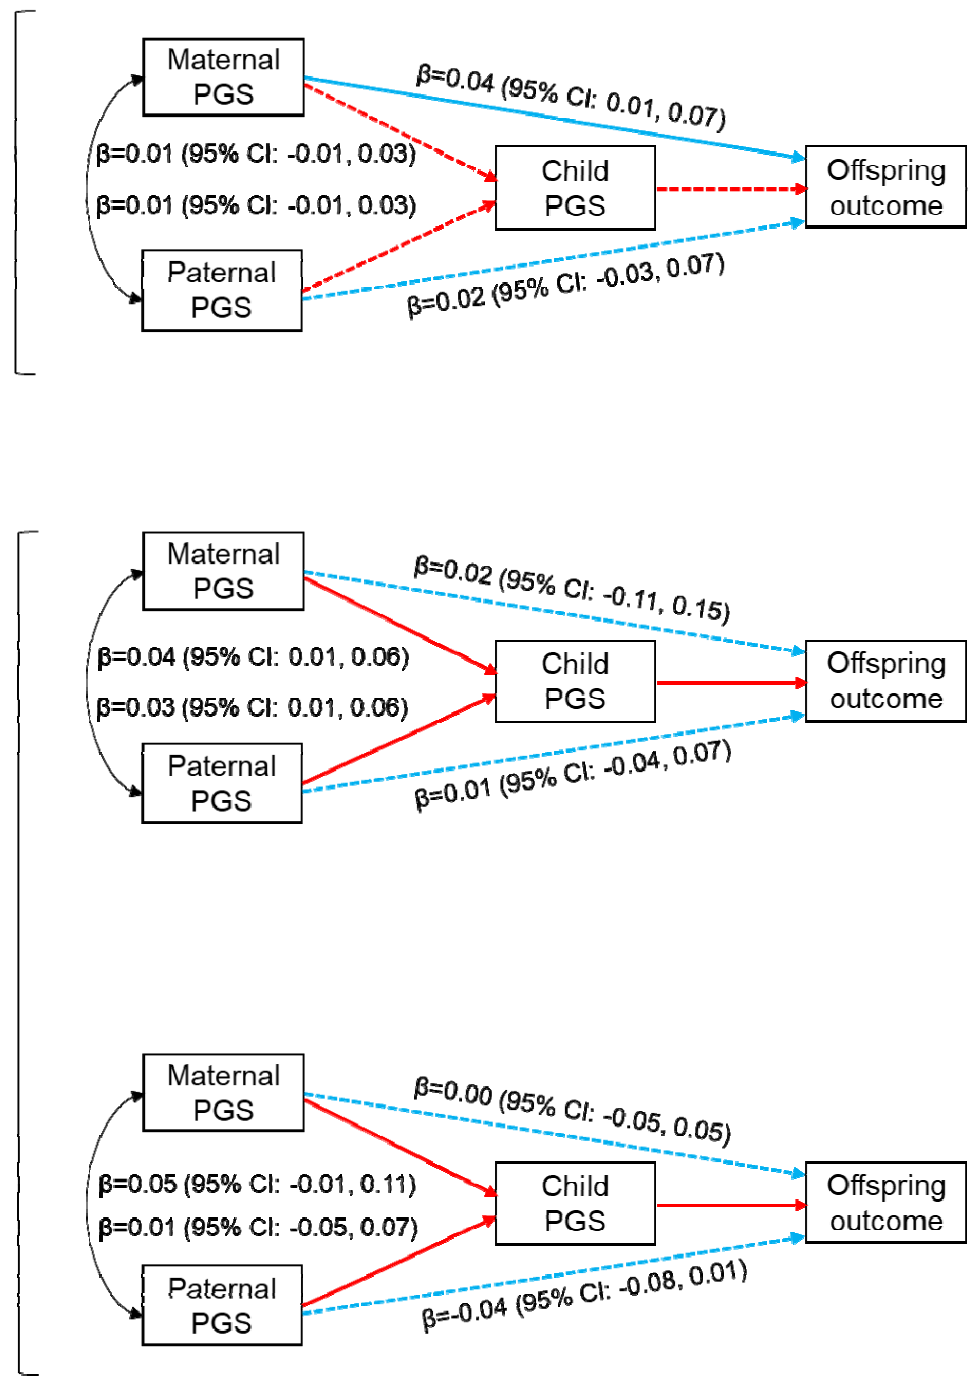 Maternal
PGS
β=0.04 (95% CI: 0.01, 0.07)
β=0.01 (95% CI: -0.01, 0.03)
Child
PGS
Offspring
outcome
β=0.01 (95% CI: -0.01, 0.03)
Paternal
PGS
β=0.02 (95% CI: -0.03, 0.07)
Maternal
PGS
β=0.02 (95% CI: -0.11, 0.15)
β=0.04 (95% CI: 0.01, 0.06)
Child
PGS
Offspring
outcome
β=0.03 (95% CI: 0.01, 0.06)
Paternal
PGS
β=0.01 (95% CI: -0.04, 0.07)
Maternal
PGS
β=0.00 (95% CI: -0.05, 0.05)
β=0.05 (95% CI: -0.01, 0.11)
Child
PGS
Offspring
outcome
β=0.01 (95% CI: -0.05, 0.07)
Paternal
PGS
β=-0.04 (95% CI: -0.08, 0.01)